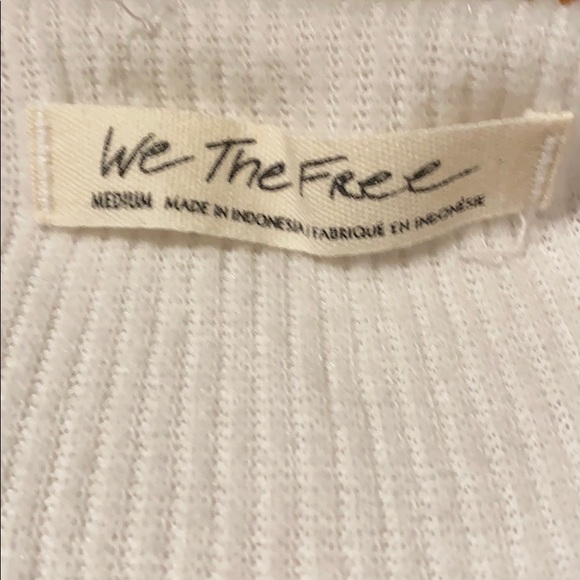 We The Free
MEDIUM MADE IN INDONESIA/FABRIQUÉ EN INDONÉSIE